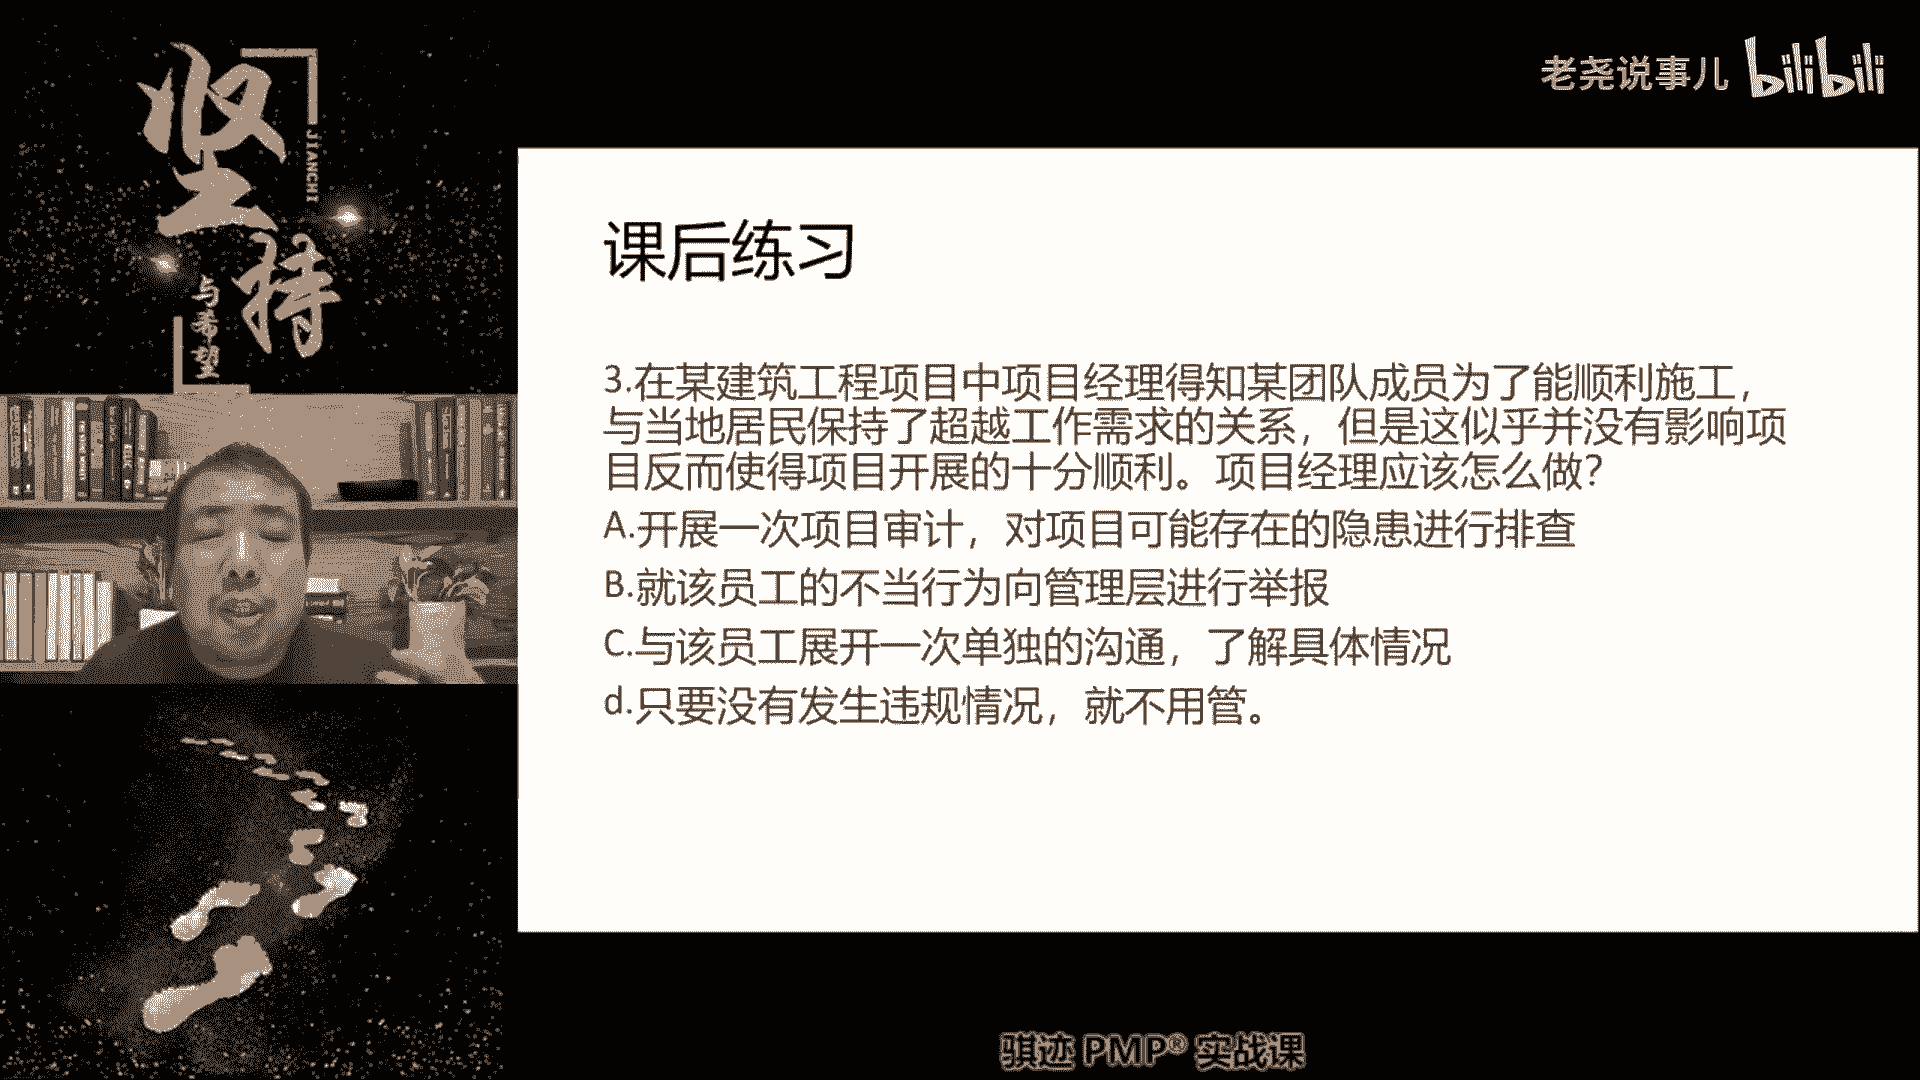 坚持
JIANCHI
与希望
老尧说事儿 bilibili
课后练习
3.在某建筑工程项目中项目经理得知某团队成员为了能顺利施工，
与当地居民保持了超越工作需求的关系，但是这似乎并没有影响项
目反而使得项目开展的十分顺利。项目经理应该怎么做？
A.开展一次项目审计，对项目可能存在的隐患进行排查
B.就该员工的不当行为向管理层进行举报
C.与该员工展开一次单独的沟通，了解具体情况
d.只要没有发生违规情况，就不用管。
骐迹 PMP® 实战课